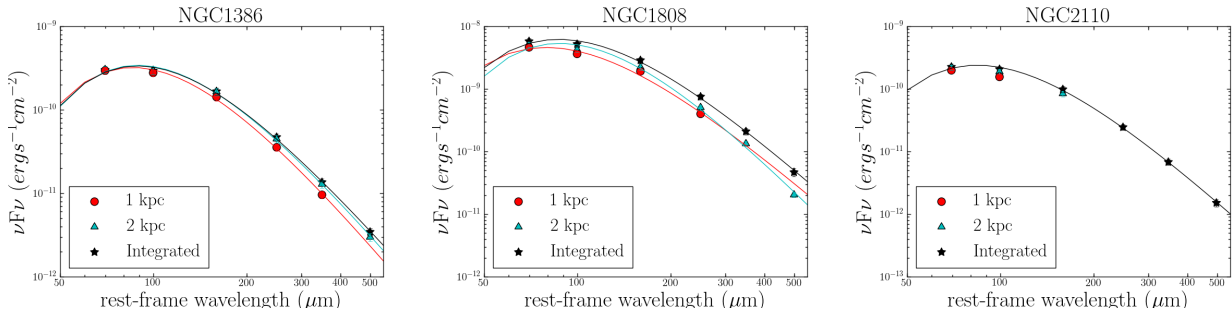 NGC1386
10⁻⁹
10⁻¹⁰
10⁻¹¹
10⁻¹²
νFν (ergs⁻¹cm⁻²)
1 kpc
2 kpc
Integrated
50 100 200 300 400 500
rest-frame wavelength (μm)
NGC1808
10⁻⁸
10⁻⁹
10⁻¹⁰
10⁻¹¹
10⁻¹²
νFν (ergs⁻¹cm⁻²)
1 kpc
2 kpc
Integrated
50 100 200 300 400 500
rest-frame wavelength (μm)
NGC2110
10⁻⁹
10⁻¹⁰
10⁻¹¹
10⁻¹²
10⁻¹³
νFν (ergs⁻¹cm⁻²)
1 kpc
2 kpc
Integrated
50 100 200 300 400 500
rest-frame wavelength (μm)